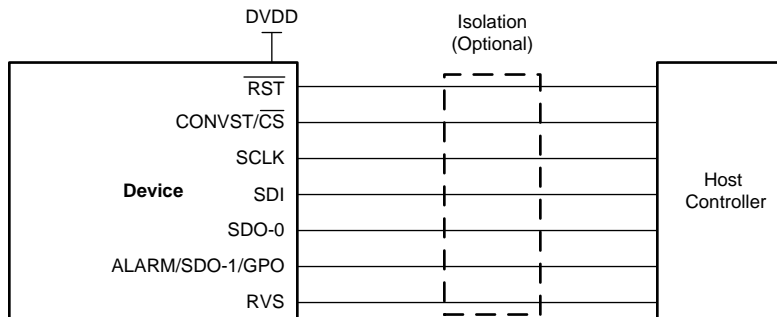 DVDD
Isolation
(Optional)
RST
CONVST/CS
SCLK
Device
SDI
Host
Controller
SDO-0
ALARM/SDO-1/GPO
RVS